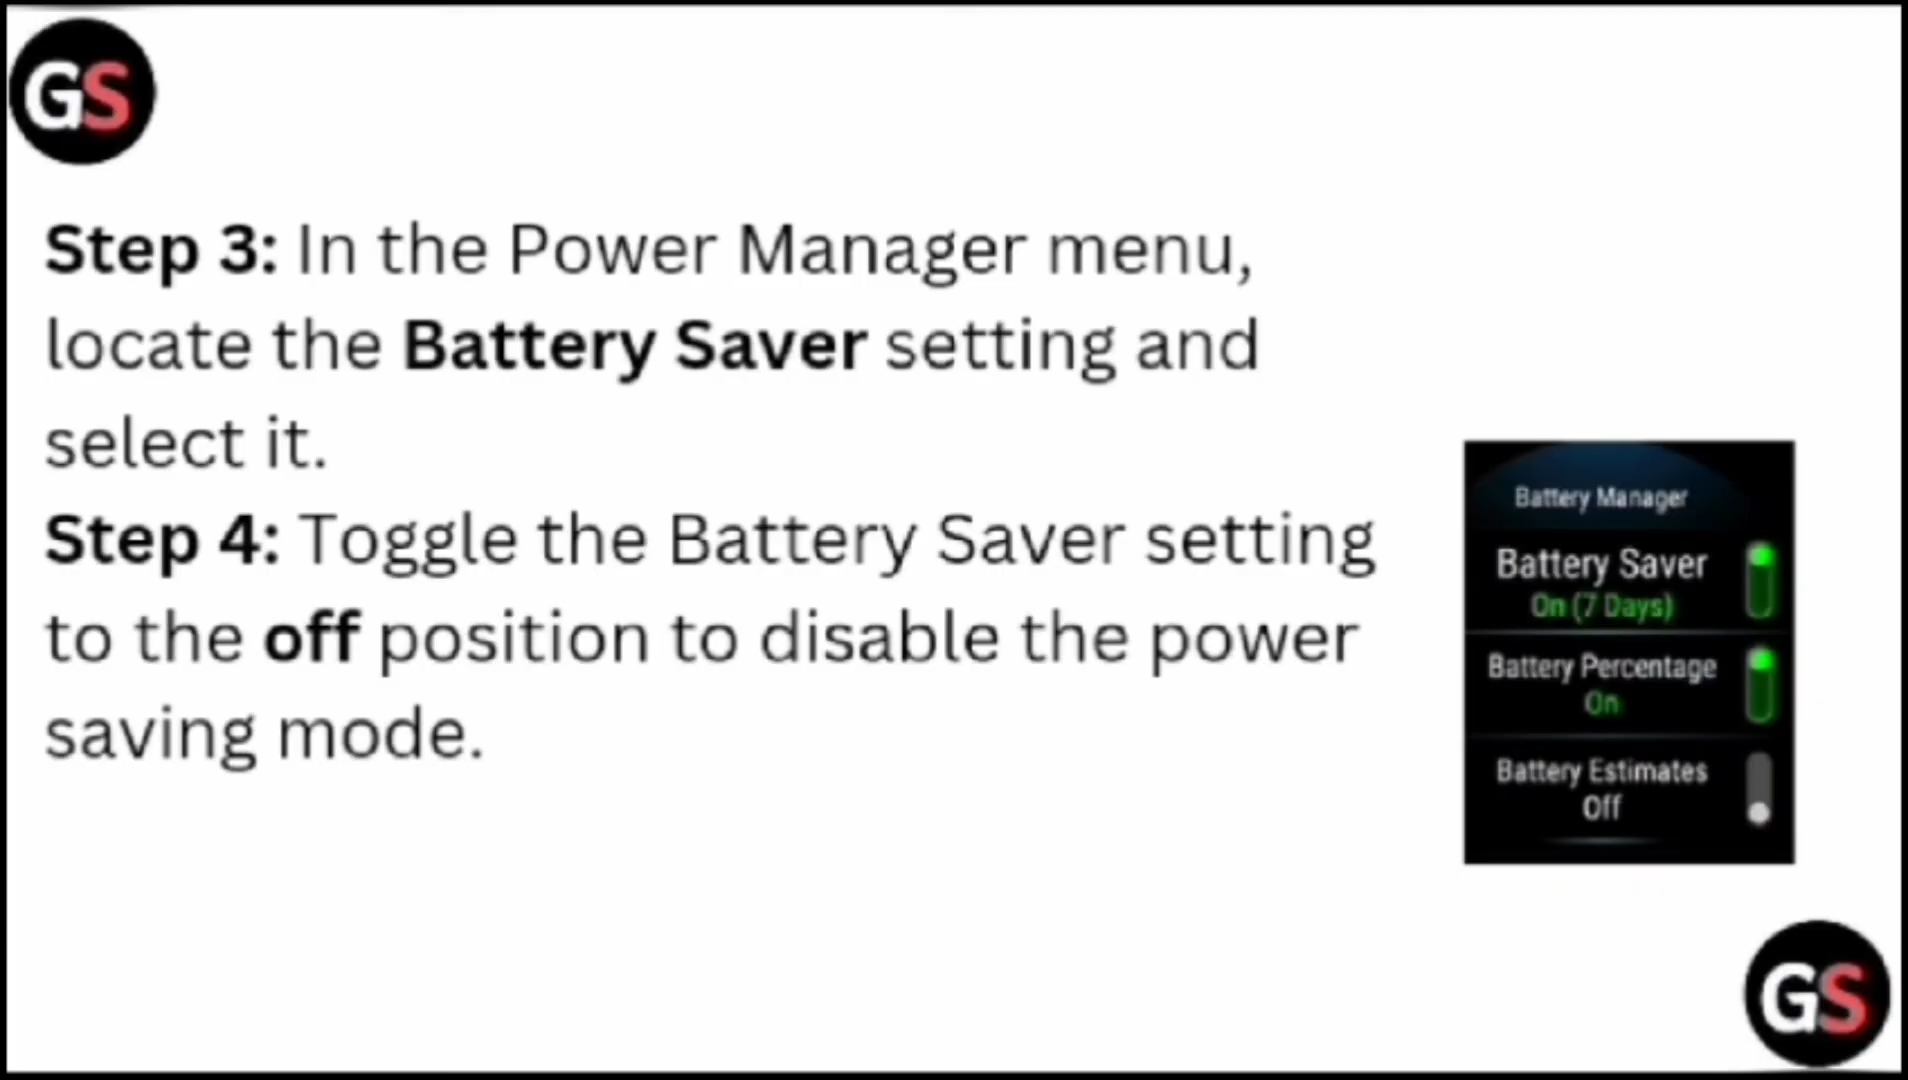 GS
Step 3: In the Power Manager menu,
locate the Battery Saver setting and
select it.
Step 4: Toggle the Battery Saver setting
to the off position to disable the power
saving mode.
Battery Manager
Battery Saver
On (7 Days)
Battery Percentage
On
Battery Estimates
Off
GS